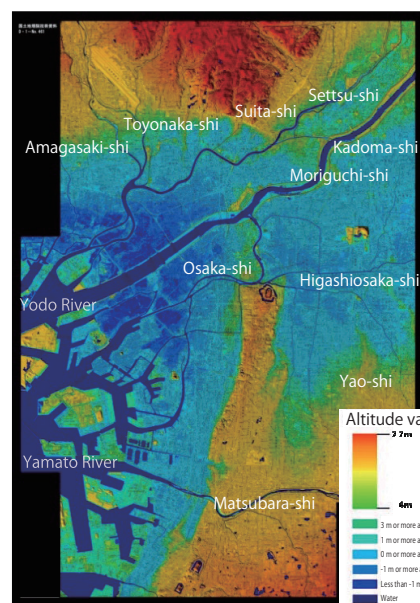 Settsu-shi
Suita-shi
Toyonaka-shi
Amagasaki-shi
Kadoma-shi
Moriguchi-shi
Osaka-shi
Higashiosaka-shi
Yodo River
Yao-shi
Altitude va
4m
Yamato River
3 m or more a
1 m or more a
Matsubara-shi
0 m or more a
-1 m or more a
Less than -1 m
Water